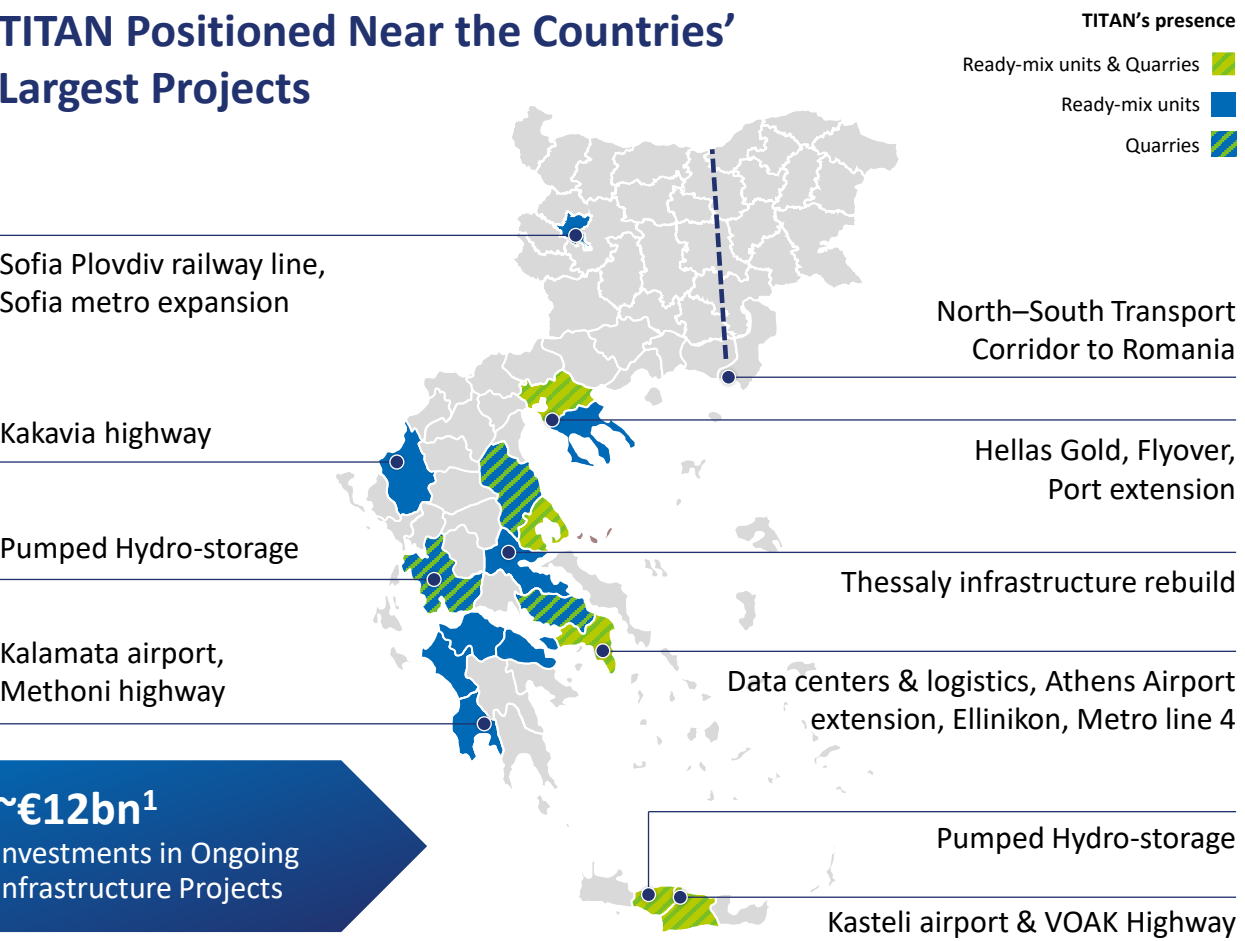 TITAN Positioned Near the Countries’
Largest Projects
TITAN’s presence
Ready-mix units & Quarries
Ready-mix units
Quarries
Sofia Plovdiv railway line,
Sofia metro expansion
North–South Transport
Corridor to Romania
Kakavia highway
Hellas Gold, Flyover,
Port extension
Pumped Hydro-storage
Thessaly infrastructure rebuild
Kalamata airport,
Methoni highway
Data centers & logistics, Athens Airport
extension, Ellinikon, Metro line 4
~€12bn¹
nvestments in Ongoing
nfrastructure Projects
Pumped Hydro-storage
Kasteli airport & VOAK Highway